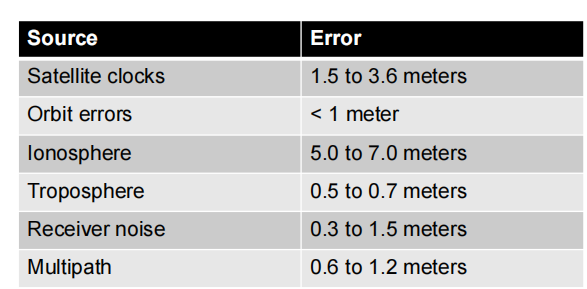 Source Error
Satellite clocks 1.5 to 3.6 meters
Orbit errors < 1 meter
Ionosphere 5.0 to 7.0 meters
Troposphere 0.5 to 0.7 meters
Receiver noise 0.3 to 1.5 meters
Multipath 0.6 to 1.2 meters